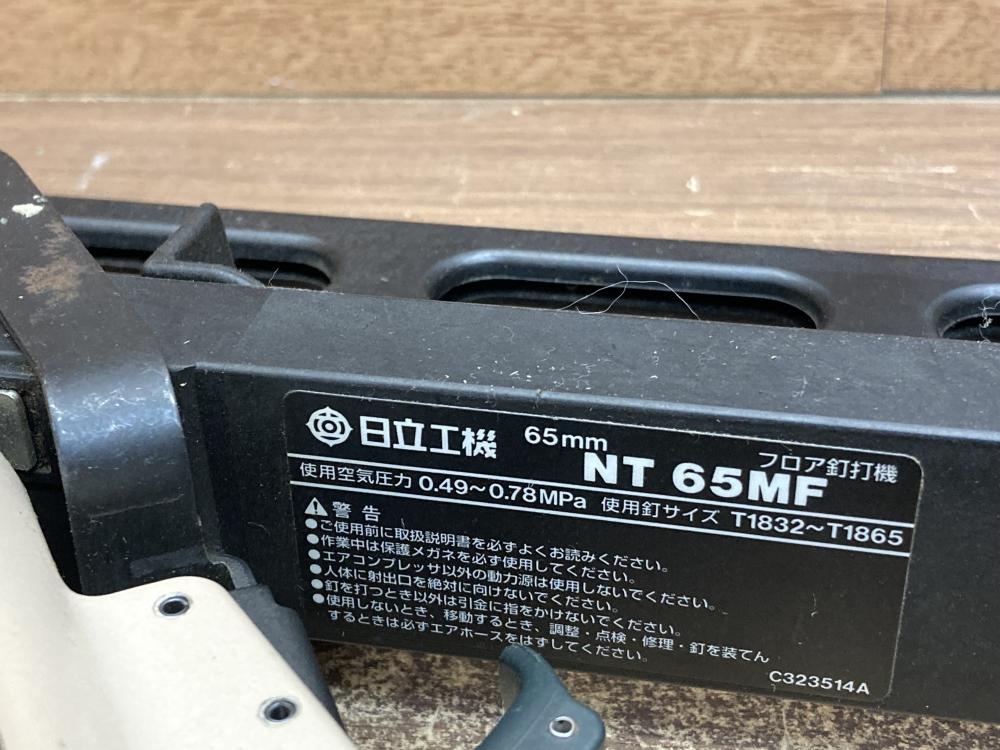 日立工機 65mm NT 65MF フロア釘打機
使用空気圧力 0.49～0.78MPa 使用釘サイズ T1832～T1865
警告
●ご使用前に取扱説明書を必ずよくお読みください。
●作業中は保護メガネを必ず使用してください。
●エアコンプレッサ以外の動力源は使用しないでください。
●人体に射出口を絶対に向けないでください。
●釘を打つとき以外は引金に指をかけないでください。
●使用しないとき、移動するとき、調整・点検・修理・釘を装てん
するときは必ずエアホースをはずしてください。
C323514A